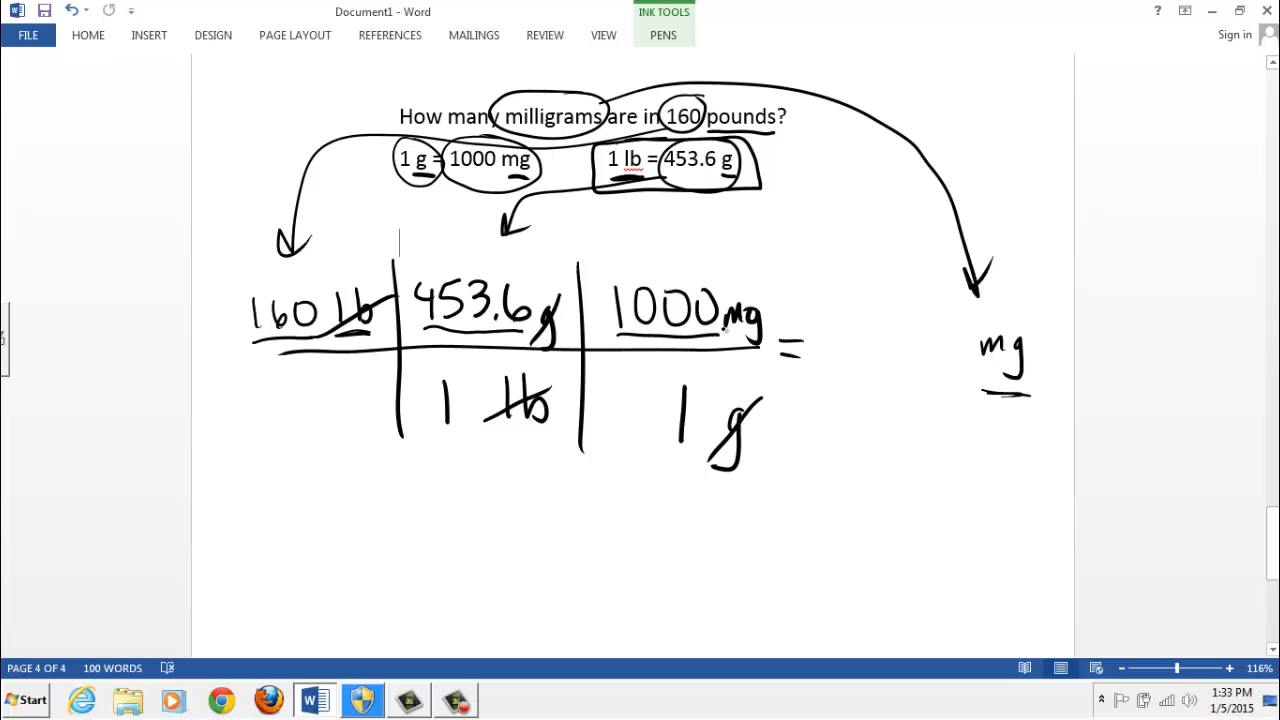 Document1 - Word
INK TOOLS
?
FILE HOME INSERT DESIGN PAGE LAYOUT REFERENCES MAILINGS REVIEW VIEW PENS Sign in
How many milligrams are in 160 pounds?
1 g = 1000 mg 1 lb = 453.6 g
160 lb 453.6 g 1000 mg =
mg
1 lb 1 g
PAGE 4 OF 4 100 WORDS 116%
Start 1:33 PM
1/5/2015